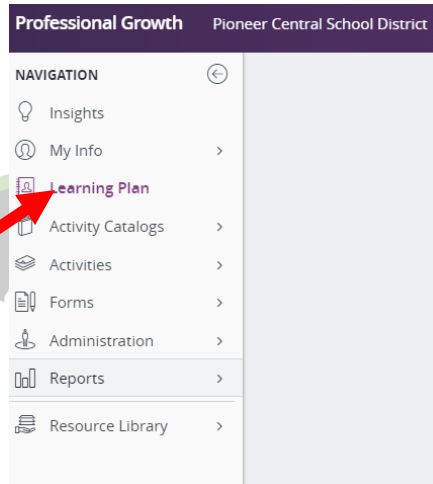 Professional Growth Pioneer Central School District
NAVIGATION
Insights
My Info
Learning Plan
Activity Catalogs
Activities
Forms
Administration
Reports
Resource Library